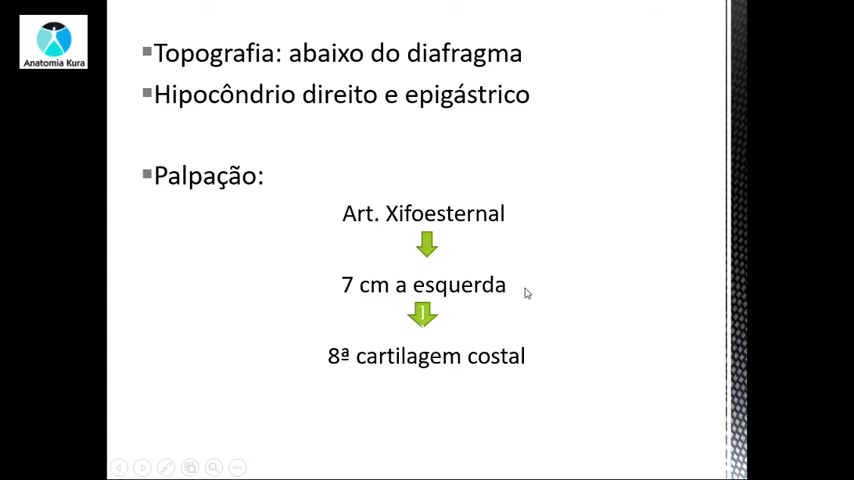 Anatomia Kura
Topografia: abaixo do diafragma
Hipocôndrio direito e epigástrico
Palpação:
Art. Xifoesternal
7 cm a esquerda
8ª cartilagem costal